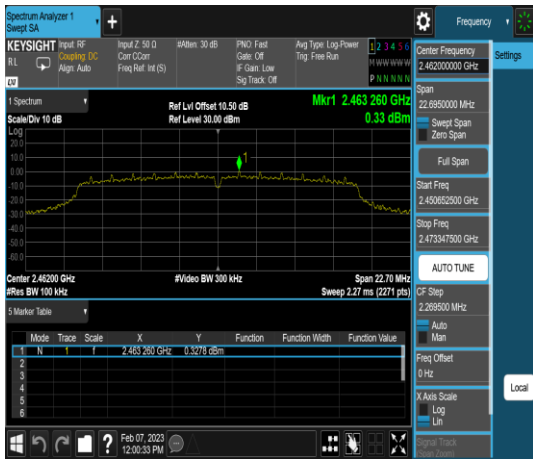 Spectrum Analyzer 1
Swept SA
Frequency
KEYSIGHT
RL
LXI
Input: RF
Coupling: DC
Align: Auto
Input Z: 50 Ω
Corr CCorr
Freq Ref: Int (S)
#Atten: 30 dB
PNO: Fast
Gate: Off
IF Gain: Low
Sig Track: Off
Avg Type: Log-Power
Trig: Free Run
1 2 3 4 5 6
M W W W W W
P N N N N N
1 Spectrum
Scale/Div 10 dB
Ref Lvl Offset 10.50 dB
Ref Level 30.00 dBm
Mkr1 2.463 260 GHz
0.33 dBm
Log
20.0
10.0
0.00
-10.0
-20.0
-30.0
-40.0
-50.0
-60.0
1
Center 2.46200 GHz
#Res BW 100 kHz
#Video BW 300 kHz
Span 22.70 MHz
Sweep 2.27 ms (2271 pts)
5 Marker Table
Mode Trace Scale X Y Function Function Width Function Value
1 N 1 f 2.463 260 GHz 0.3278 dBm
2
3
4
5
6
Feb 07, 2023
12:00:33 PM
Center Frequency
2.462000000 GHz
Span
22.6950000 MHz
Swept Span
Zero Span
Full Span
Start Freq
2.450652500 GHz
Stop Freq
2.473347500 GHz
AUTO TUNE
CF Step
2.269500 MHz
Auto
Man
Freq Offset
0 Hz
X Axis Scale
Log
Lin
Signal Track
(Span Zoom)
Settings
Local